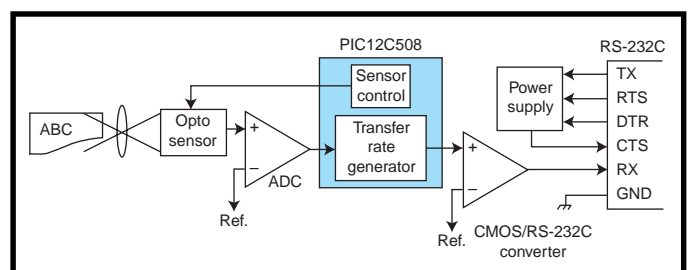 PIC12C508
RS-232C
ABC
Opto
sensor
+
−
ADC
Ref.
Sensor
control
Transfer
rate
generator
+
−
Ref.
CMOS/RS-232C
converter
Power
supply
TX
RTS
DTR
CTS
RX
GND